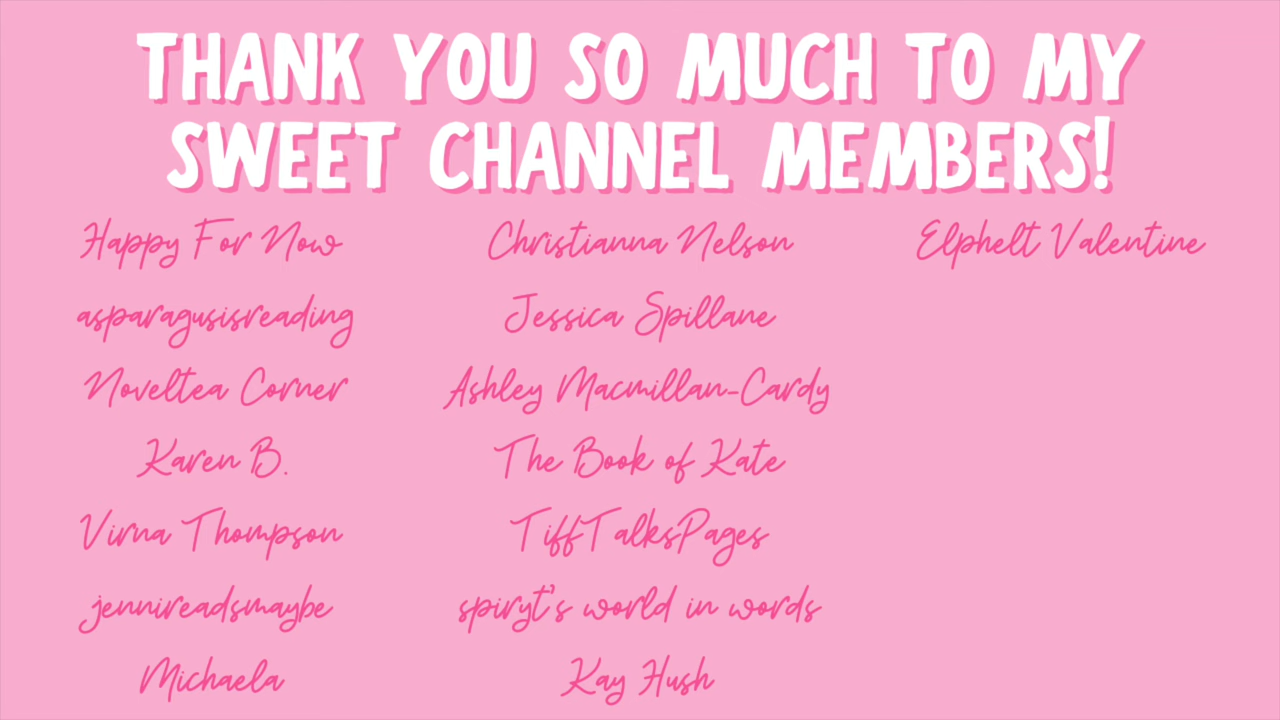 THANK YOU SO MUCH TO MY
SWEET CHANNEL MEMBERS!
Happy For Now
asparagusisreading
Noveltea Corner
Karen B.
Virna Thompson
jennireadsmaybe
Michaela
Christianna Nelson
Jessica Spillane
Ashley Macmillan-Cardy
The Book of Kate
TiffTalksPages
spiryt's world in words
Kay Hush
Elphelt Valentine